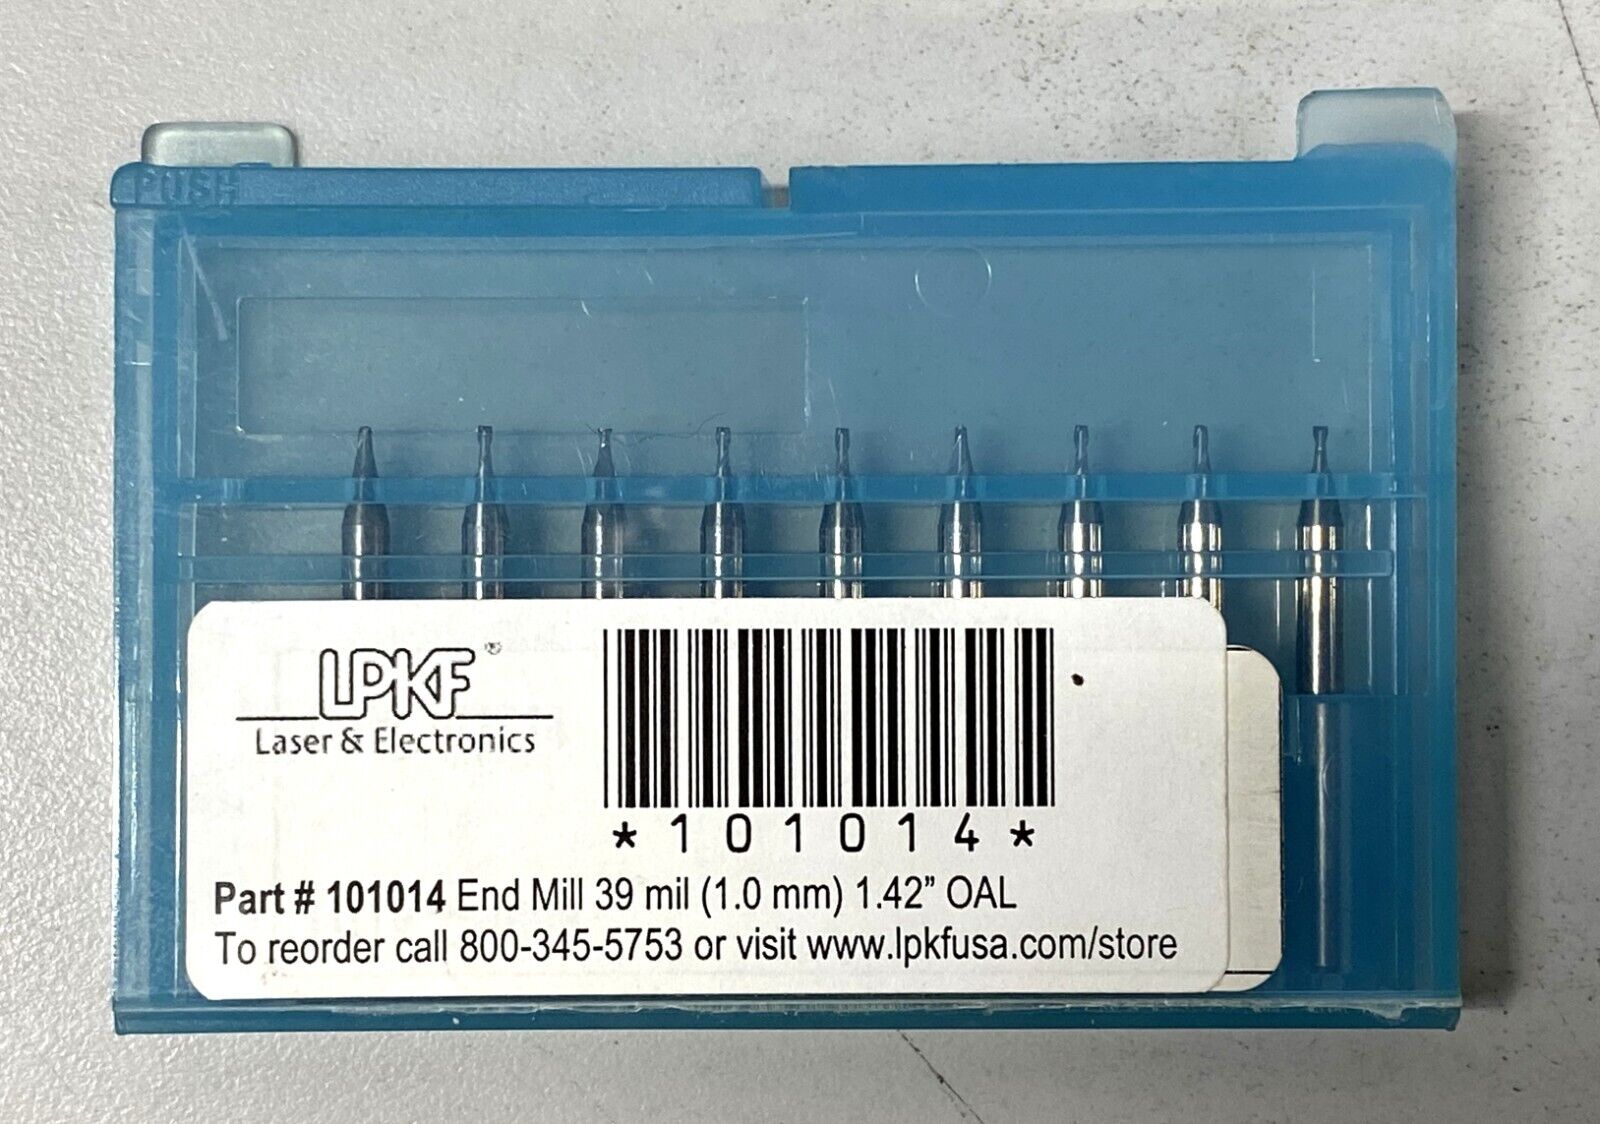 PUSH
LPKF®
Laser & Electronics
*101014*
Part # 101014 End Mill 39 mil (1.0 mm) 1.42” OAL
To reorder call 800-345-5753 or visit www.lpkfusa.com/store